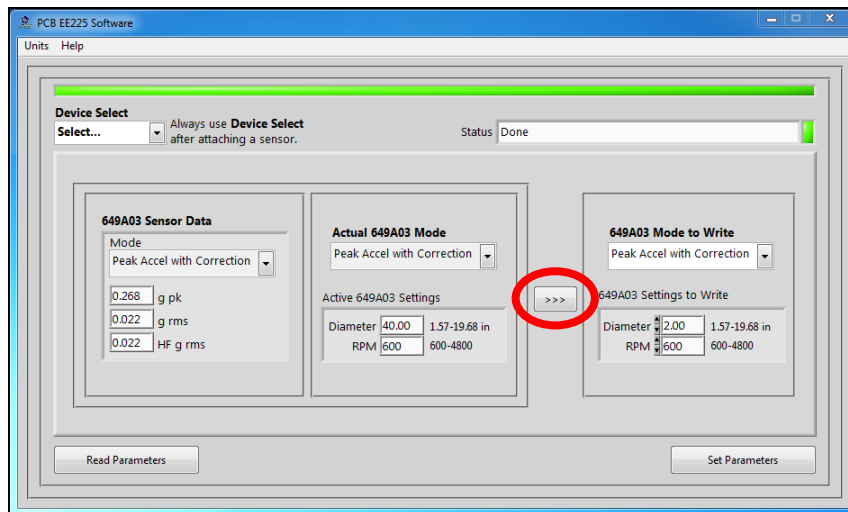 PCB EE225 Software
Units Help
Device Select
Select...
Always use Device Select
after attaching a sensor.
Status Done
649A03 Sensor Data
Mode
Peak Accel with Correction
0.268 g pk
0.022 g rms
0.022 HF g rms
Actual 649A03 Mode
Peak Accel with Correction
Active 649A03 Settings
Diameter 40.00 1.57-19.68 in
RPM 600 600-4800
>>>
649A03 Mode to Write
Peak Accel with Correction
649A03 Settings to Write
Diameter 2.00 1.57-19.68 in
RPM 600 600-4800
Read Parameters
Set Parameters